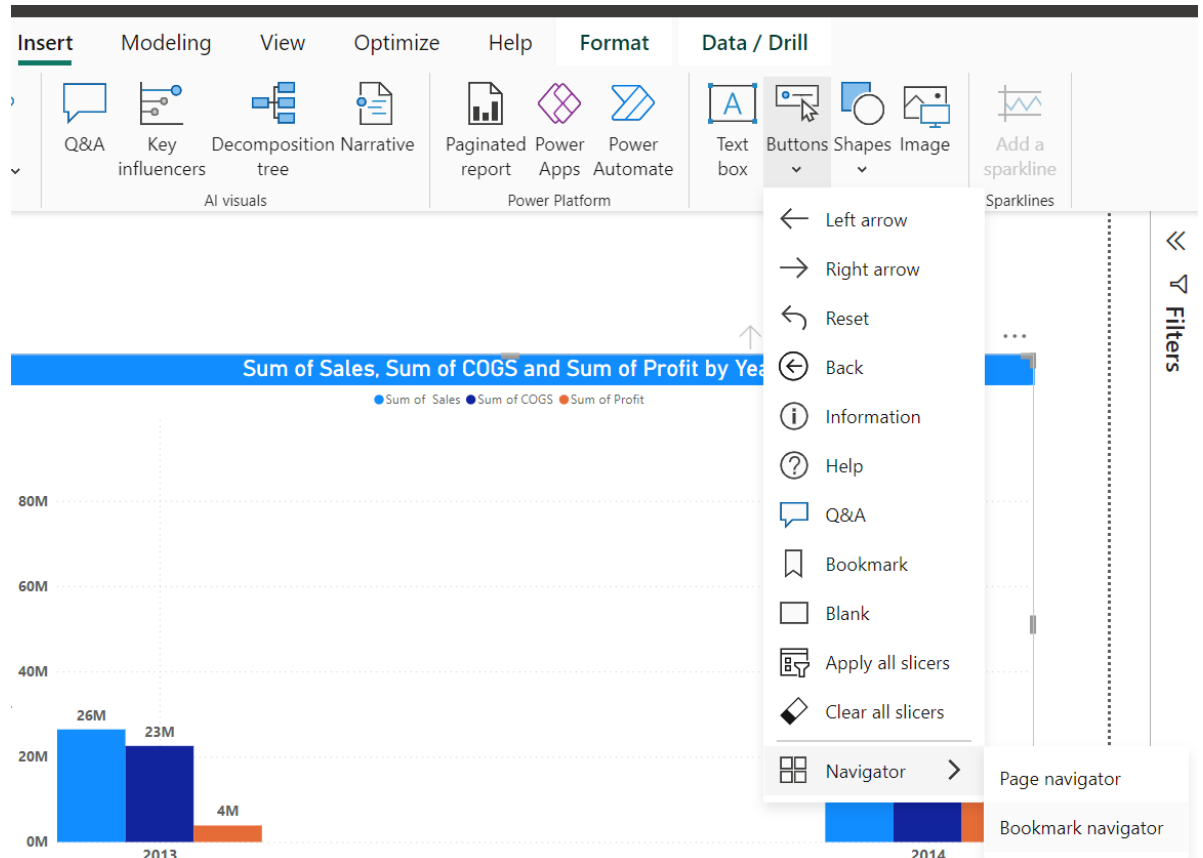 Insert Modeling View Optimize Help Format Data / Drill
Q&A Key influencers Decomposition tree Narrative Paginated report Power Apps Power Automate Text box Buttons Shapes Image Add a sparkline
AI visuals Power Platform Sparklines
Left arrow
Right arrow
Reset
Back
Information
Help
Q&A
Bookmark
Blank
Apply all slicers
Clear all slicers
Navigator
Page navigator
Bookmark navigator
Filters
Sum of Sales, Sum of COGS and Sum of Profit by Yea
Sum of Sales Sum of COGS Sum of Profit
80M
60M
40M
20M
0M
26M
23M
4M
2013 2014